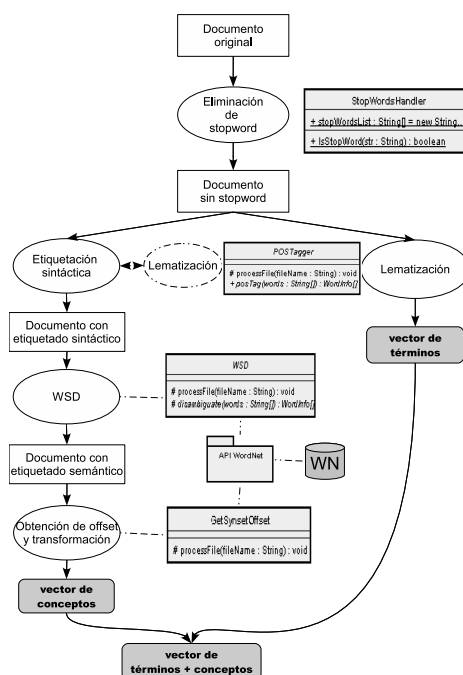 Documento
original
Eliminación
de
stopword
StopWordsHandler
+ stopWordsList : String[] = new String...
+ IsStopWord(str : String) : boolean
Documento
sin stopword
Etiquetación
sintáctica
Lematización
POSTagger
# processFile(fileName : String) : void
+ posTag(words : String[]) : WordInfo[]
Lematización
Documento con
etiquetado sintáctico
vector de
términos
WSD
WSD
# processFile(fileName : String) : void
# disambiguate(words : String[]) : WordInfo[]
Documento con
etiquetado semántico
API WordNet
WN
Obtención de offset
y transformación
GetSynsetOffset
# processFile(fileName : String) : void
vector de
conceptos
vector de
términos + conceptos